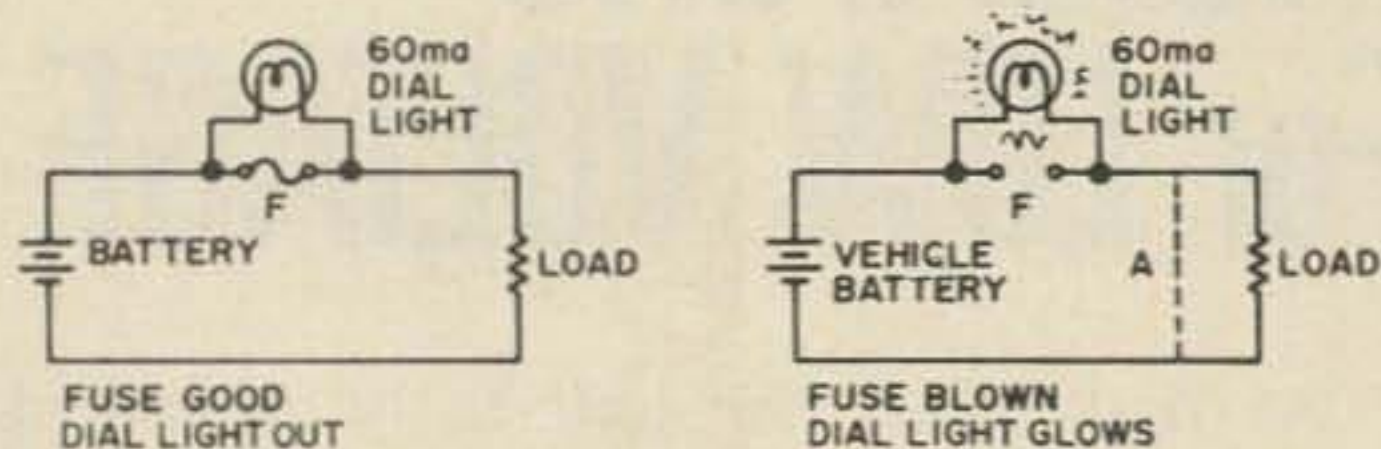 60ma
DIAL
LIGHT
F
BATTERY
LOAD
FUSE GOOD
DIAL LIGHT OUT
60ma
DIAL
LIGHT
F
VEHICLE
BATTERY
A
LOAD
FUSE BLOWN
DIAL LIGHT GLOWS